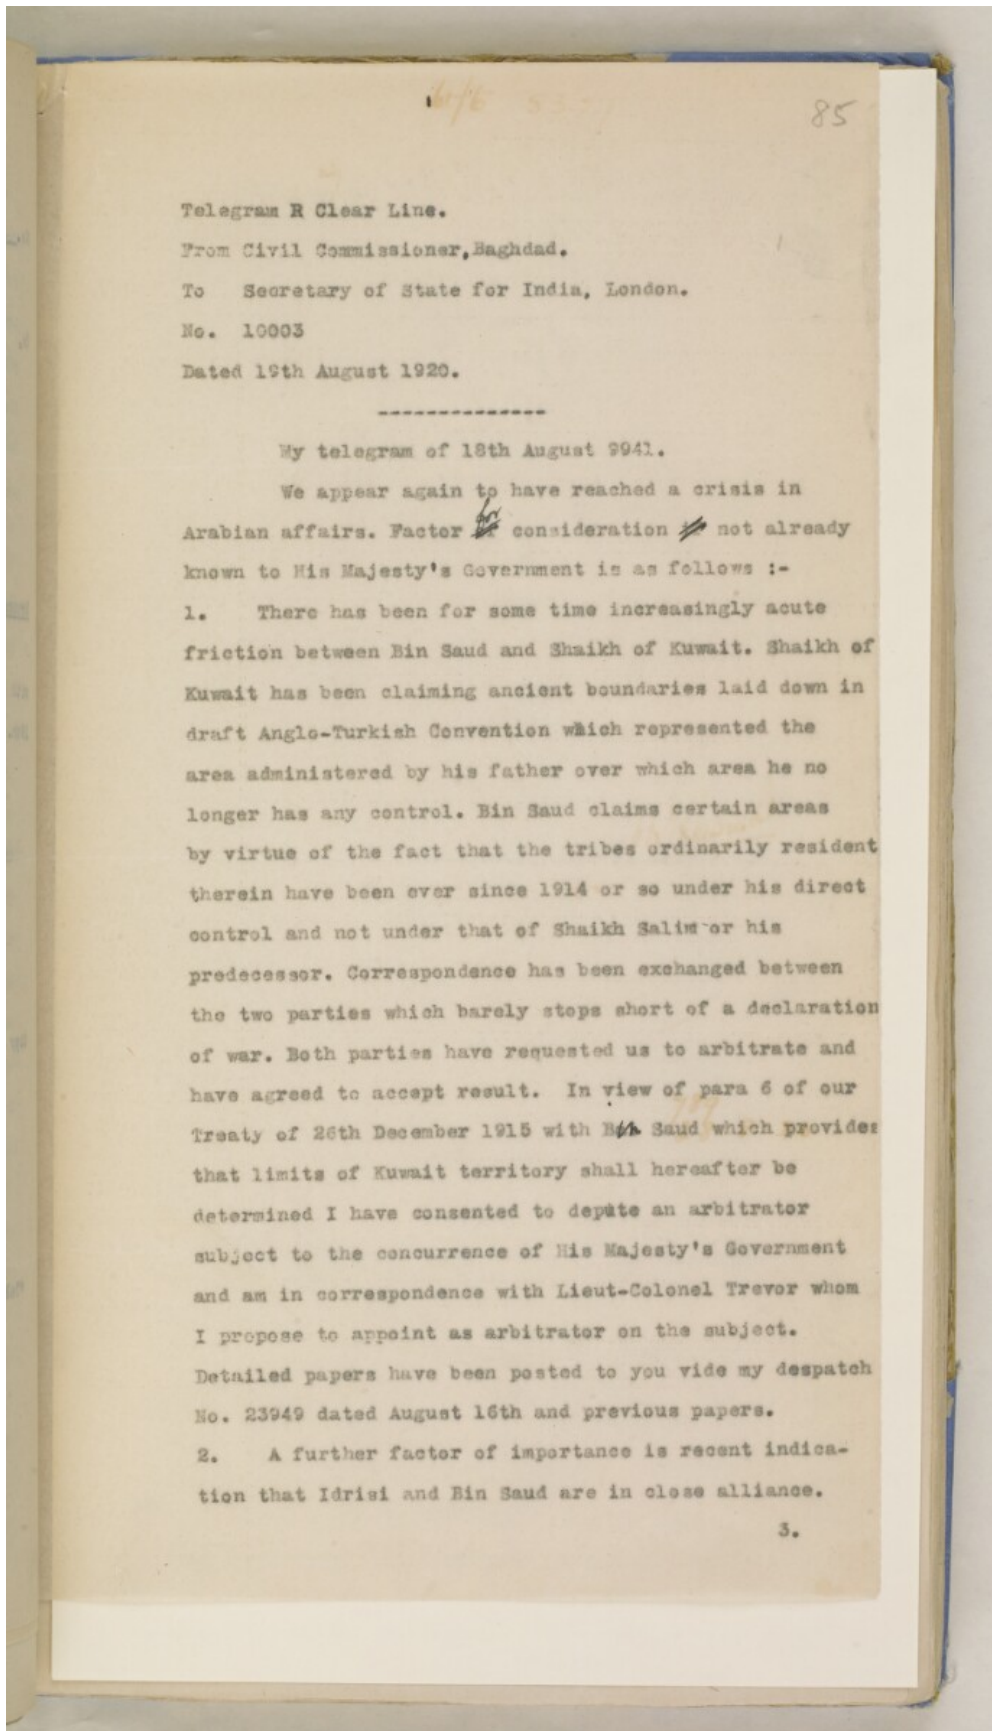 85
Telegram R Clear Line.
From Civil Commissioner, Baghdad.
To Secretary of State for India, London.
No. 10003
Dated 19th August 1920.
--------------
My telegram of 18th August 9941.
We appear again to have reached a crisis in
Arabian affairs. Factor for consideration not already
known to His Majesty's Government is as follows :-
1. There has been for some time increasingly acute
friction between Bin Saud and Shaikh of Kuwait. Shaikh of
Kuwait has been claiming ancient boundaries laid down in
draft Anglo-Turkish Convention which represented the
area administered by his father over which area he no
longer has any control. Bin Saud claims certain areas
by virtue of the fact that the tribes ordinarily resident
therein have been ever since 1914 or so under his direct
control and not under that of Shaikh Salim or his
predecessor. Correspondence has been exchanged between
the two parties which barely stops short of a declaration
of war. Both parties have requested us to arbitrate and
have agreed to accept result. In view of para 6 of our
Treaty of 26th December 1915 with Bin Saud which provides
that limits of Kuwait territory shall hereafter be
determined I have consented to depute an arbitrator
subject to the concurrence of His Majesty's Government
and am in correspondence with Lieut-Colonel Trevor whom
I propose to appoint as arbitrator on the subject.
Detailed papers have been posted to you vide my despatch
No. 23949 dated August 16th and previous papers.
2. A further factor of importance is recent indica-
tion that Idrisi and Bin Saud are in close alliance.
3.